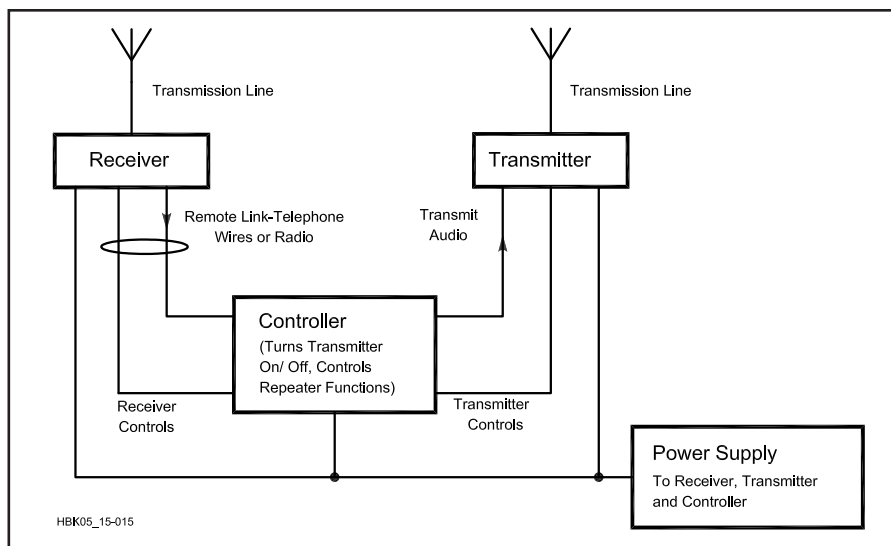 Transmission Line
Transmission Line
Receiver
Transmitter
Remote Link-Telephone
Wires or Radio
Transmit
Audio
Controller
(Turns Transmitter
On/ Off, Controls
Repeater Functions)
Receiver
Controls
Transmitter
Controls
Power Supply
To Receiver, Transmitter
and Controller
HBK05_15-015